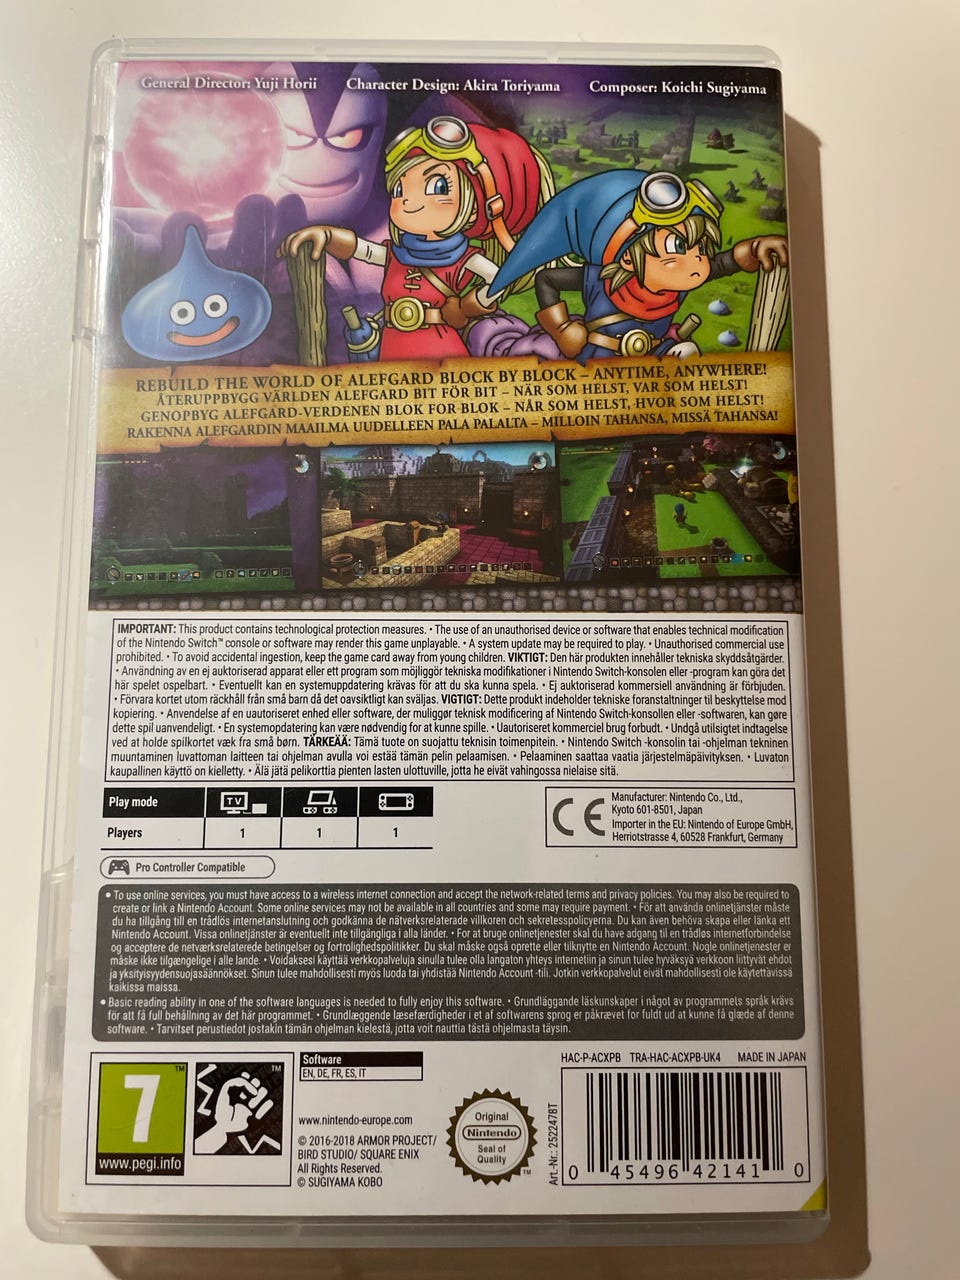 General Director: Yuji Horii Character Design: Akira Toriyama Composer: Koichi Sugiyama
REBUILD THE WORLD OF ALEFGARD BLOCK BY BLOCK – ANYTIME, ANYWHERE!
ÅTERUPPBYGG VÄRLDEN ALEFGARD BIT FÖR BIT – NÄR SOM HELST, VAR SOM HELST!
GENOPBYG ALEFGARD-VERDENEN BLOK FOR BLOK – NÅR SOM HELST, HVOR SOM HELST!
RAKENNA ALEFGARDIN MAAILMA UUDELLEEN PALA PALALTA – MILLOIN TAHANSA, MISSÄ TAHANSA!
IMPORTANT: This product contains technological protection measures. • The use of an unauthorised device or software that enables technical modification
of the Nintendo Switch™ console or software may render this game unplayable. • A system update may be required to play. • Unauthorised commercial use
prohibited. • To avoid accidental ingestion, keep the game card away from young children. VIKTIGT: Den här produkten innehåller tekniska skyddsåtgärder.
• Användning av en ej auktoriserad apparat eller ett program som möjliggör tekniska modifikationer i Nintendo Switch-konsolen eller -program kan göra det
här spelet ospelbart. • Eventuellt kan en systemuppdatering krävas för att du ska kunna spela. • Ej auktoriserad kommersiell användning är förbjuden.
• Förvara kortet utom räckhåll från små barn då det oavsiktligt kan sväljas. VIGTIGT: Dette produkt indeholder tekniske foranstaltninger til beskyttelse mod
kopiering. • Anvendelse af en uautoriseret enhed eller software, der muliggør teknisk modificering af Nintendo Switch-konsollen eller -softwaren, kan gøre
dette spil uanvendeligt. • En systemopdatering kan være nødvendig for at kunne spille. • Uautoriseret kommerciel brug forbudt. • Undgå utilsigtet indtagelse
ved at holde spilkortet væk fra små børn. TÄRKEÄÄ: Tämä tuote on suojattu teknisin toimenpitein. • Nintendo Switch -konsolin tai -ohjelman tekninen
muuntaminen luvattoman laitteen tai ohjelman avulla voi estää tämän pelin pelaamisen. • Pelaaminen saattaa vaatia järjestelmäpäivityksen. • Luvaton
kaupallinen käyttö on kielletty. • Älä jätä pelikorttia pienten lasten ulottuville, jotta he eivät vahingossa nielaise sitä.
Play mode TV
Players 1 1 1
Pro Controller Compatible
CE
Manufacturer: Nintendo Co., Ltd.,
Kyoto 601-8501, Japan
Importer in the EU: Nintendo of Europe GmbH,
Herriotstrasse 4, 60528 Frankfurt, Germany
• To use online services, you must have access to a wireless internet connection and accept the network-related terms and privacy policies. You may also be required to
create or link a Nintendo Account. Some online services may not be available in all countries and some may require payment. • För att använda onlinetjänster måste
du ha tillgång till en trådlös internetanslutning och godkänna de nätverksrelaterade villkoren och sekretesspolicyerna. Du kan även behöva skapa eller länka ett
Nintendo Account. Vissa onlinetjänster är eventuellt inte tillgängliga i alla länder. • For at bruge onlinetjenester skal du have adgang til en trådløs internetforbindelse
og acceptere de netværksrelaterede betingelser og fortrolighedspolitikker. Du skal måske også oprette eller tilknytte en Nintendo Account. Nogle onlinetjenester er
måske ikke tilgængelige i alle lande. • Voidaksesi käyttää verkkopalveluja sinulla tulee olla langaton yhteys internetiin ja sinun tulee hyväksyä verkkoon liittyvät ehdot
ja yksityisyydensuojasäännökset. Sinun tulee mahdollisesti myös luoda tai yhdistää Nintendo Account -tili. Jotkin verkkopalvelut eivät mahdollisesti ole käytettävissä
kaikissa maissa.
• Basic reading ability in one of the software languages is needed to fully enjoy this software. • Grundläggande läskunskaper i något av programmets språk krävs
för att få full behållning av det här programmet. • Grundlæggende læsefærdigheder i et af softwarens sprog er påkrævet for fuldt ud at kunne få glæde af denne
software. • Tarvitset perustiedot jostakin tämän ohjelman kielestä, jotta voit nauttia tästä ohjelmasta täysin.
7
www.pegi.info
Software
EN, DE, FR, ES, IT
www.nintendo-europe.com
© 2016-2018 ARMOR PROJECT/
BIRD STUDIO/ SQUARE ENIX
All Rights Reserved.
© SUGIYAMA KOBO
Original
Nintendo
Seal of
Quality
TM
HAC-P-ACXPB TRA-HAC-ACXPB-UK4 MADE IN JAPAN
Art.-Nr.: 2522478T
0 45496 42141 0